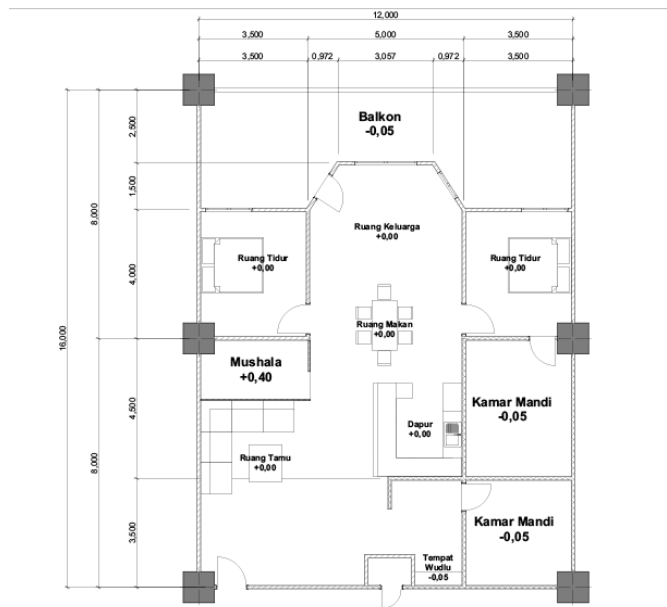 12,000
3,500 5,000 3,500
3,500 0,972 3,057 0,972 3,500
Balkon
-0,05
2,500
1,500
8,000
Ruang Keluarga
+0,00
Ruang Tidur
+0,00
Ruang Tidur
+0,00
4,000
16,000
Ruang Makan
+0,00
Mushala
+0,40
Kamar Mandi
-0,05
4,500
Dapur
+0,00
Ruang Tamu
+0,00
8,000
3,500
Kamar Mandi
-0,05
Tempat
Wudlu
-0,05